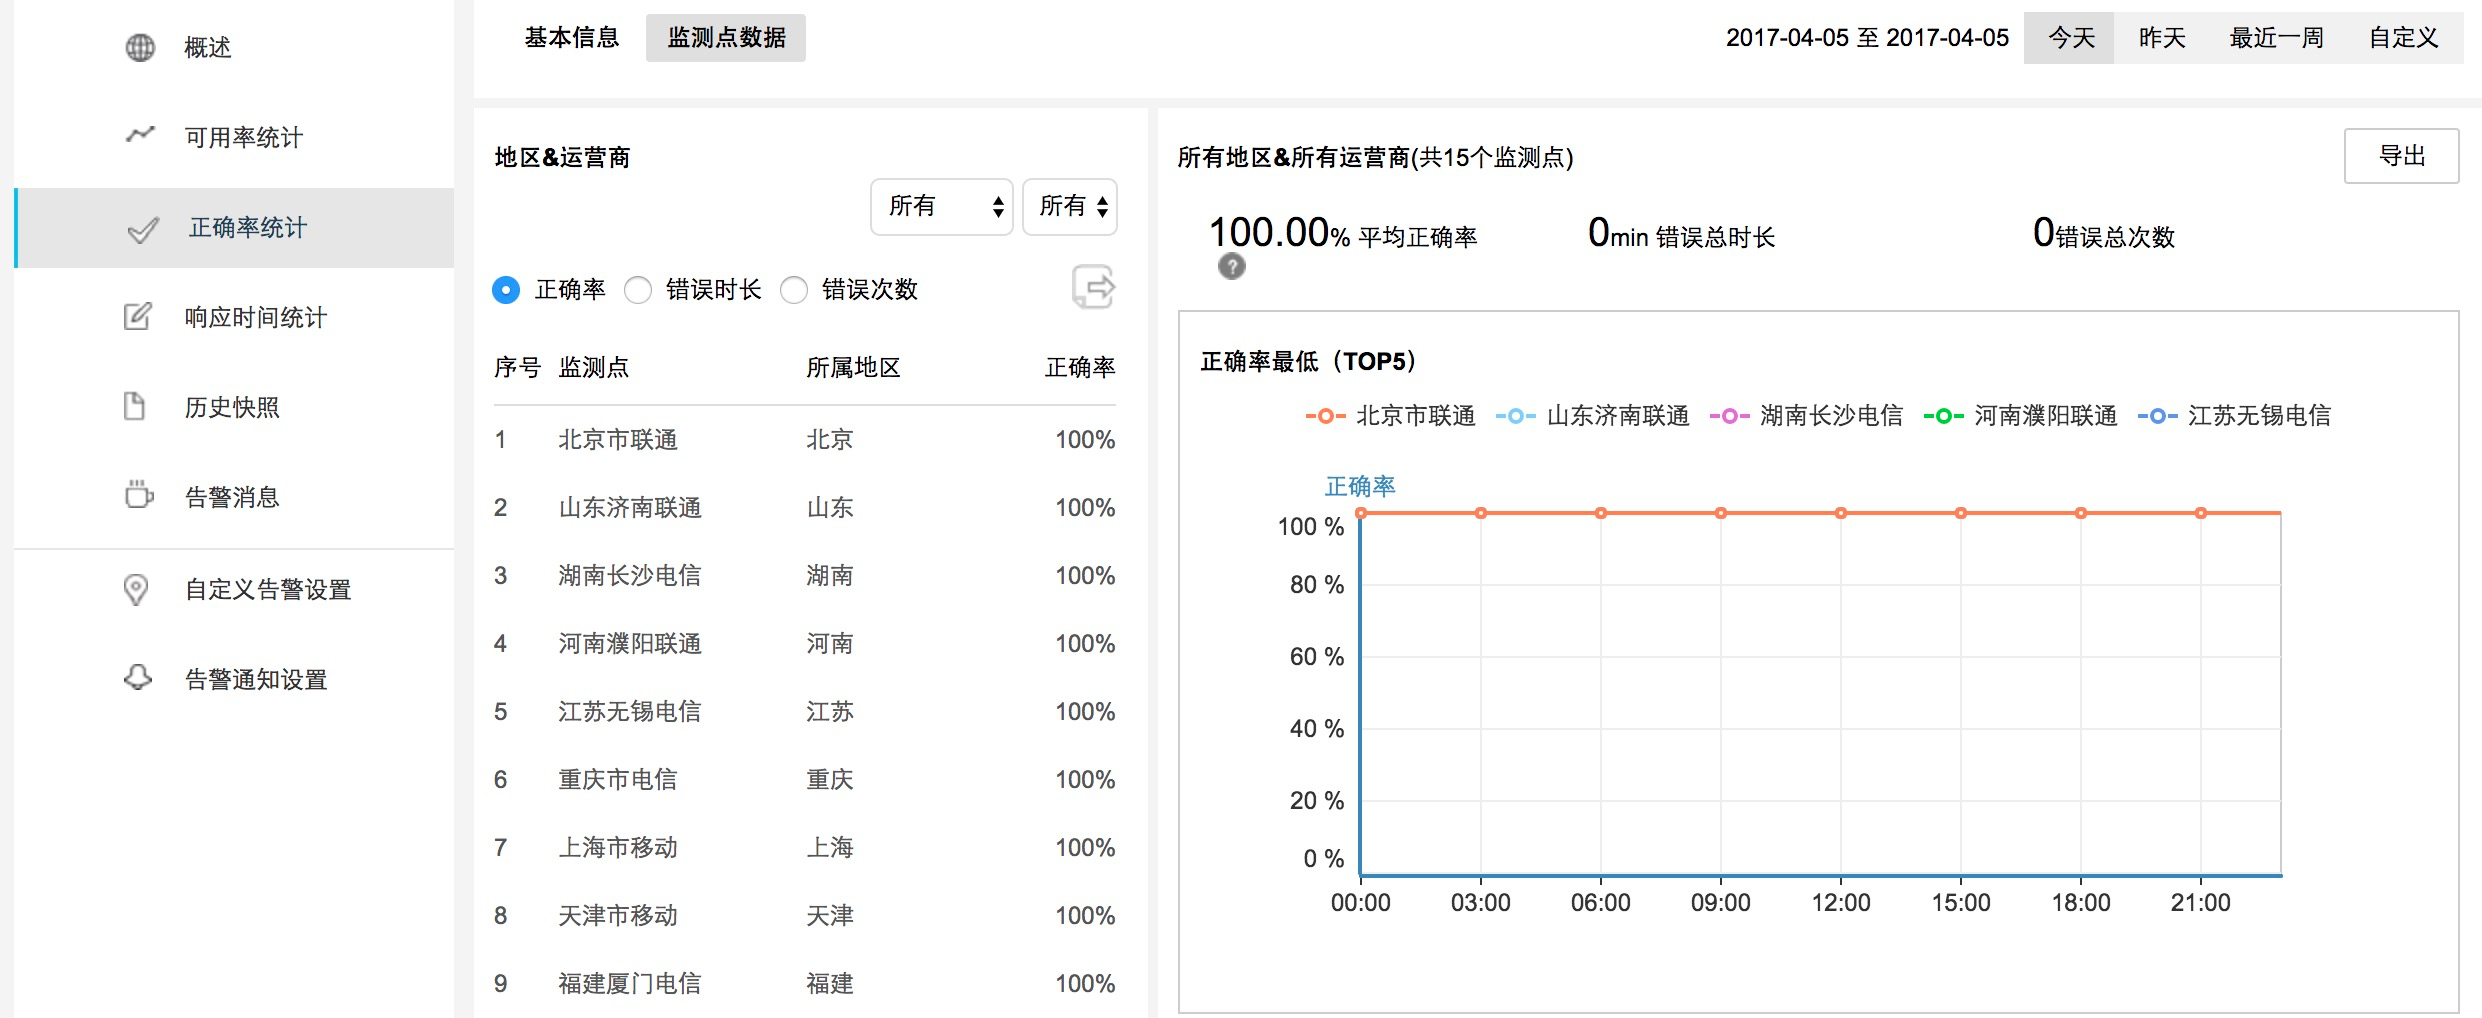 概述
可用率统计
正确率统计
响应时间统计
历史快照
告警消息
自定义告警设置
告警通知设置
基本信息 监测点数据
2017-04-05 至 2017-04-05 今天 昨天 最近一周 自定义
地区&运营商
所有 所有
正确率 错误时长 错误次数
序号 监测点 所属地区 正确率
1 北京市联通 北京 100%
2 山东济南联通 山东 100%
3 湖南长沙电信 湖南 100%
4 河南濮阳联通 河南 100%
5 江苏无锡电信 江苏 100%
6 重庆市电信 重庆 100%
7 上海市移动 上海 100%
8 天津市移动 天津 100%
9 福建厦门电信 福建 100%
所有地区&所有运营商(共15个监测点)
导出
100.00% 平均正确率 0min 错误总时长 0错误总次数
?
正确率最低（TOP5）
北京市联通 山东济南联通 湖南长沙电信 河南濮阳联通 江苏无锡电信
正确率
100 %
80 %
60 %
40 %
20 %
0 %
00:00 03:00 06:00 09:00 12:00 15:00 18:00 21:00